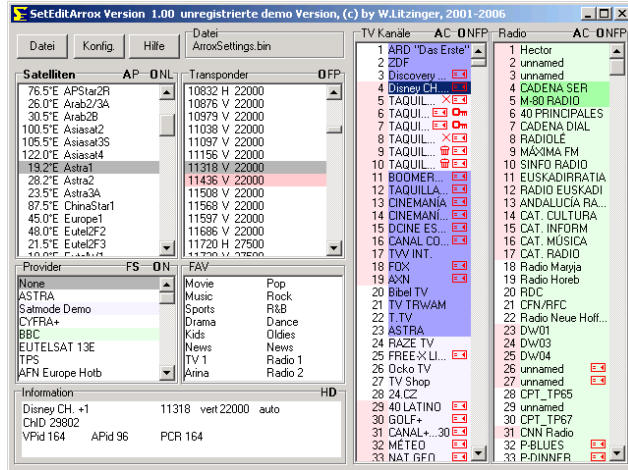 SetEditArrox Version 1.00 unregistrierte demo Version, (c) by W.Litzinger, 2001-2006
Datei
Konfig.
Hilfe
Datei
ArroxSettings.bin
Satelliten AP ONL
76.5°E APStar2R
26.0°E Arab2/3A
30.5°E Arab2B
100.5°E Asiasat2
105.5°E Asiasat3S
122.0°E Asiasat4
19.2°E Astra1
28.2°E Astra2
23.5°E Astra3A
87.5°E ChinaStar1
45.0°E Europe1
48.0°E Eutel2F2
21.5°E Eutel2F3
Transponder OFP
10832 H 22000
10876 V 22000
10979 V 22000
11038 V 22000
11097 V 22000
11156 V 22000
11318 V 22000
11436 V 22000
11508 V 22000
11568 V 22000
11597 V 22000
11686 V 22000
11720 H 27500
Provider FS ON
None
ASTRA
Satmode Demo
CYFRA+
BBC
EUTELSAT 13E
TPS
AFN Europe Hotb
FAV
Movie Pop
Music Rock
Sports R&B
Drama Dance
Kids Oldies
News News
TV 1 Radio 1
Arina Radio 2
Information HD
Disney CH. +1 11318 vert 22000 auto
ChID 29802
VPid 164 APid 96 PCR 164
TV Kanäle AC ONFP
1 ARD "Das Erste"
2 ZDF
3 Discovery ...
4 Disney CH....
5 TAQUIL...
6 TAQUI...
7 TAQUI...
8 TAQUIL...
9 TAQUIL...
10 TAQUIL...
11 BOOMER...
12 TAQUILLA...
13 CINEMANÍA
14 CINEMANÍ...
15 DCINE ES...
16 CANAL CO...
17 TVV INT.
18 FOX
19 AXN
20 Bibel TV
21 TV TRWAM
22 T.TV
23 ASTRA
24 RAZE TV
25 FREE-X LI...
26 Ocko TV
27 TV Shop
28 24.CZ
29 40 LATINO
30 GOLF+
31 CANAL+...30
32 MÉTEO
33 NAT GEO
Radio AC ONFP
1 Hector
2 unnamed
3 unnamed
4 CADENA SER
5 M-80 RADIO
6 40 PRINCIPALES
7 CADENA DIAL
8 RADIOLÉ
9 MÁXIMA FM
10 SINFO RADIO
11 EUSKADIRRATIA
12 RADIO EUSKADI
13 ANDALUCÍA RA...
14 CAT. CULTURA
15 CAT. INFORM
16 CAT. MÚSICA
17 CAT. RADIO
18 Radio Maryja
19 Radio Horeb
20 RDC
21 CFN/RFC
22 Radio Neue Hoff...
23 DW01
24 DW03
25 DW04
26 unnamed
27 unnamed
28 CPT_TP65
29 unnamed
30 CPT_TP67
31 CNN Radio
32 P-BLUES
33 P-DINNER